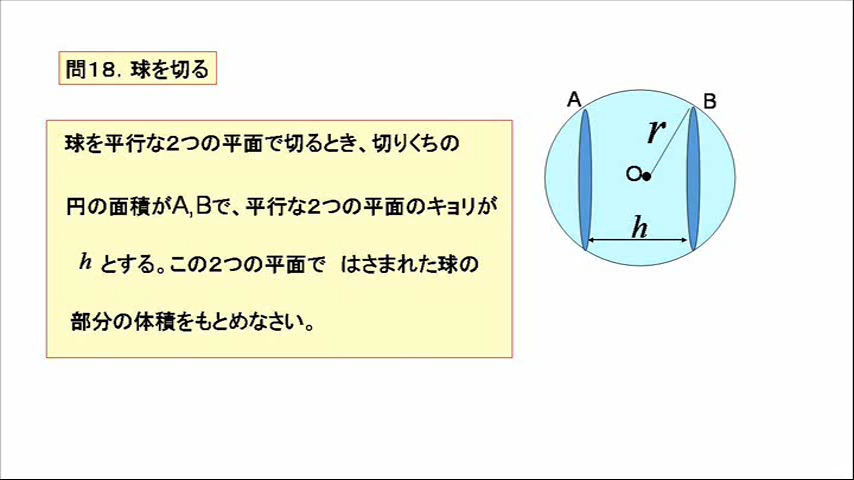 問18．球を切る
球を平行な２つの平面で切るとき、切りくちの
円の面積がA,Bで、平行な２つの平面のキョリが
h とする。この２つの平面で はさまれた球の
部分の体積をもとめなさい。
A
B
r
O
h